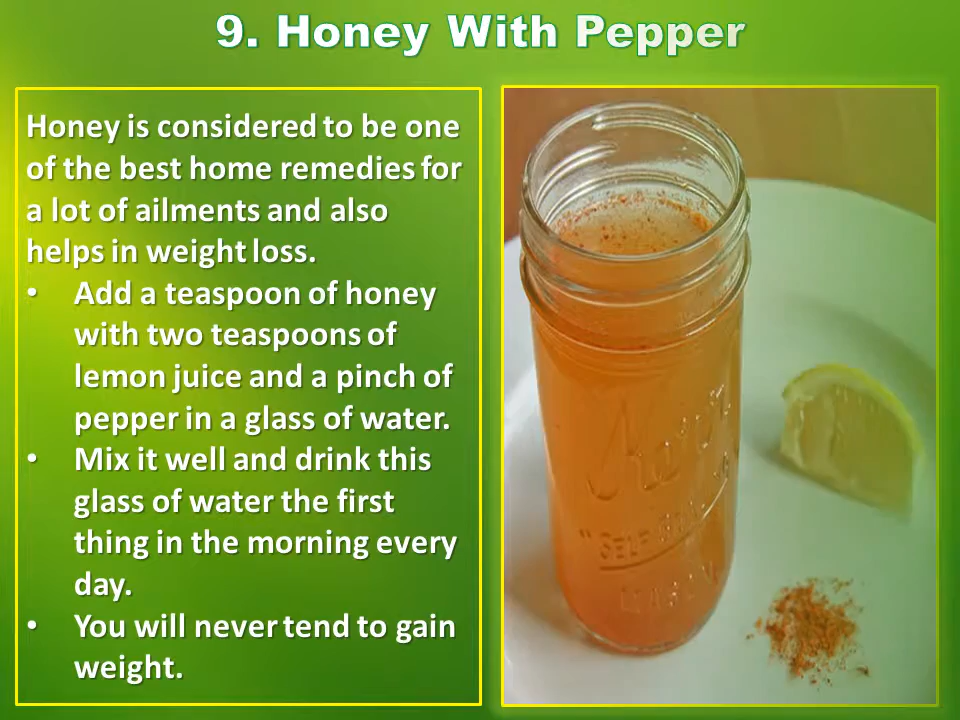 9. Honey With Pepper
Honey is considered to be one
of the best home remedies for
a lot of ailments and also
helps in weight loss.
• Add a teaspoon of honey
with two teaspoons of
lemon juice and a pinch of
pepper in a glass of water.
• Mix it well and drink this
glass of water the first
thing in the morning every
day.
• You will never tend to gain
weight.
"SELF
MASON